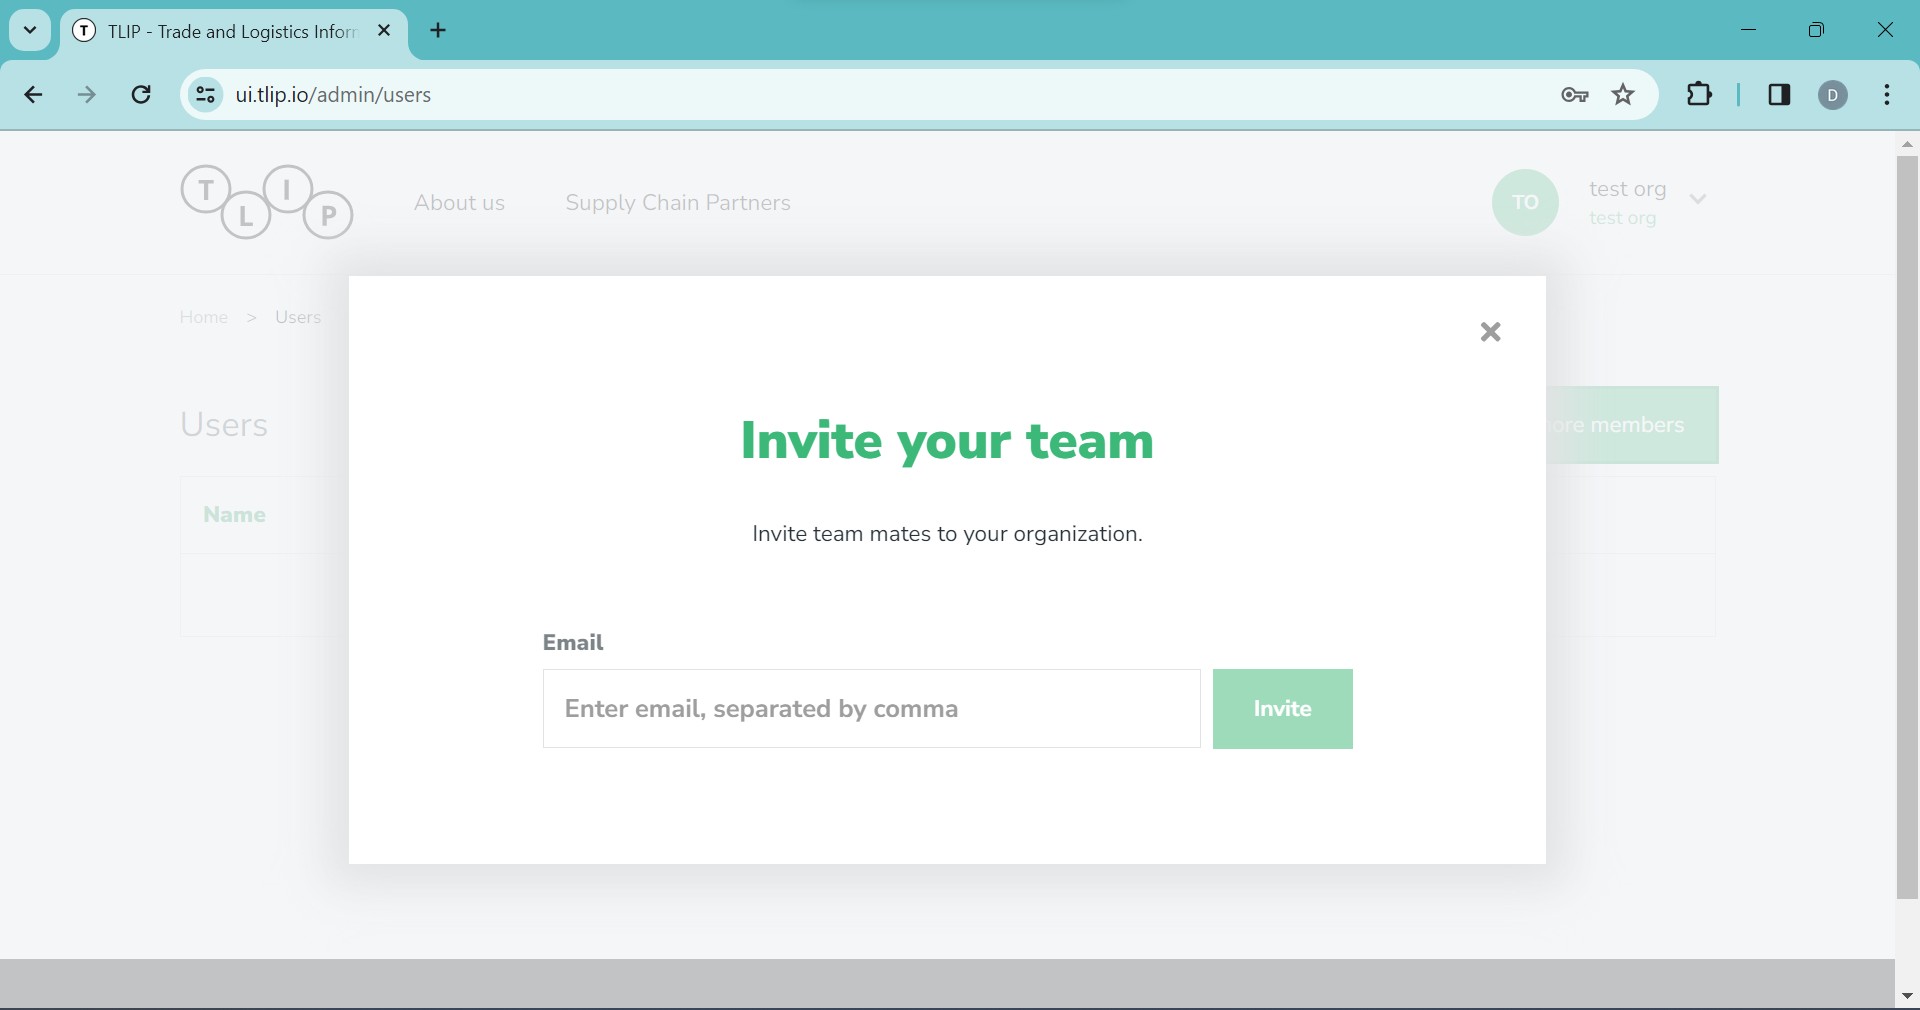 T TLIP - Trade and Logistics Inforn
ui.tlip.io/admin/users
D
T L I P
About us
Supply Chain Partners
TO
test org
test org
Home > Users
Users
members
Name
Invite your team
Invite team mates to your organization.
Email
Enter email, separated by comma
Invite